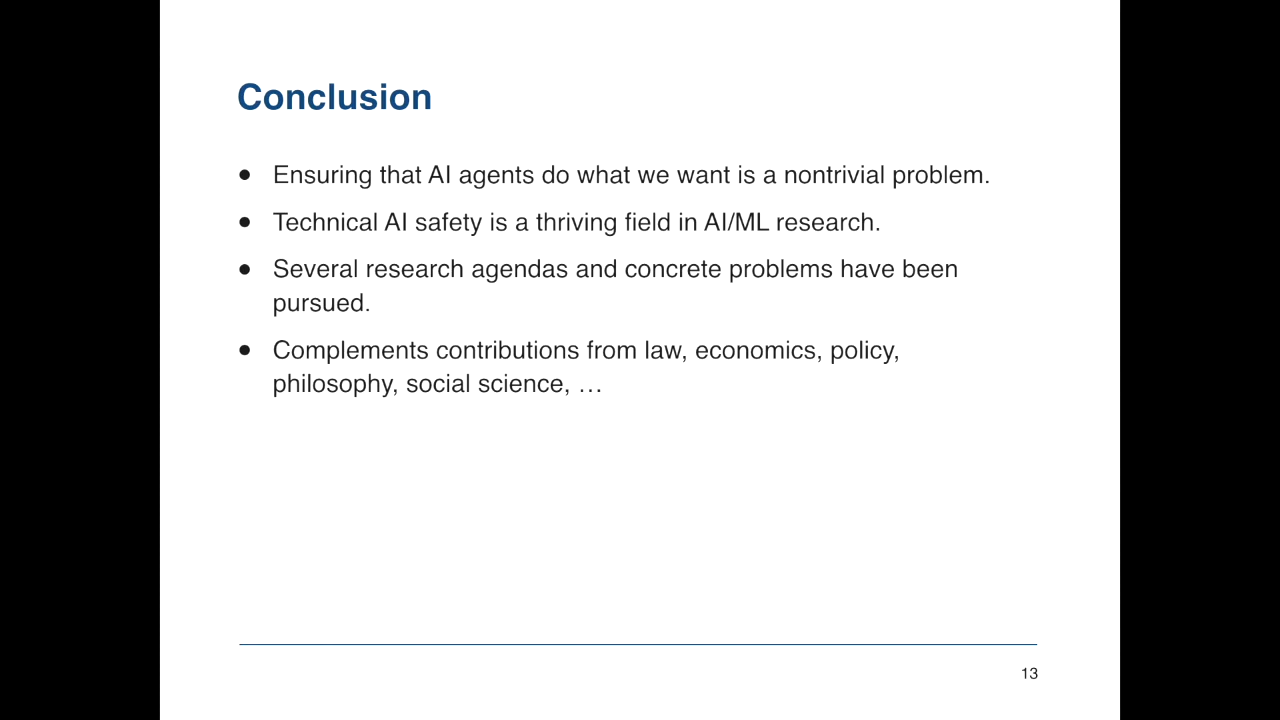 Conclusion
● Ensuring that AI agents do what we want is a nontrivial problem.
● Technical AI safety is a thriving field in AI/ML research.
● Several research agendas and concrete problems have been
pursued.
● Complements contributions from law, economics, policy,
philosophy, social science, …
13